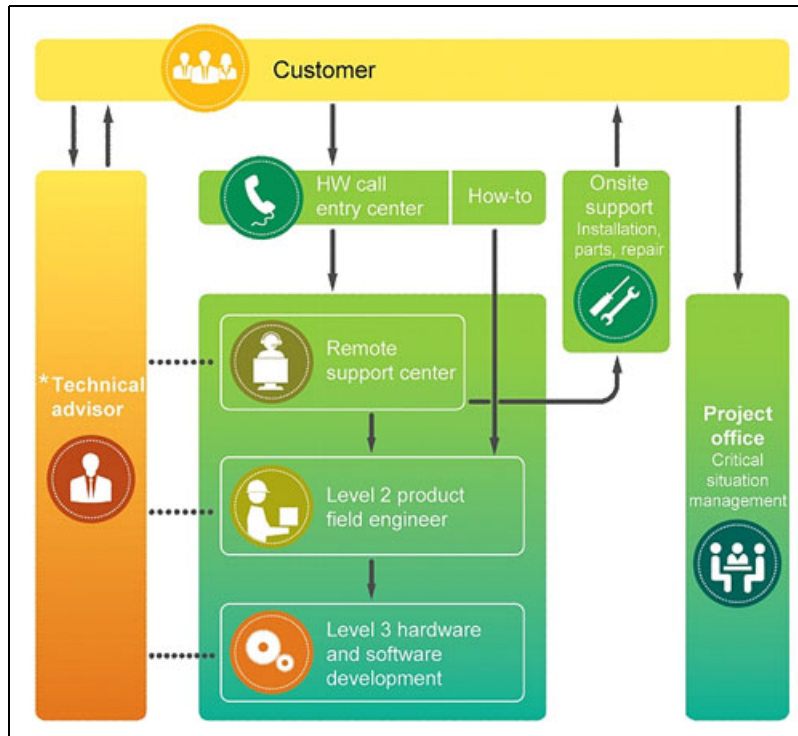 Customer
HW call
entry center
How-to
Onsite
support
Installation,
parts, repair
Remote
support center
*Technical
advisor
Level 2 product
field engineer
Level 3 hardware
and software
development
Project
office
Critical
situation
management